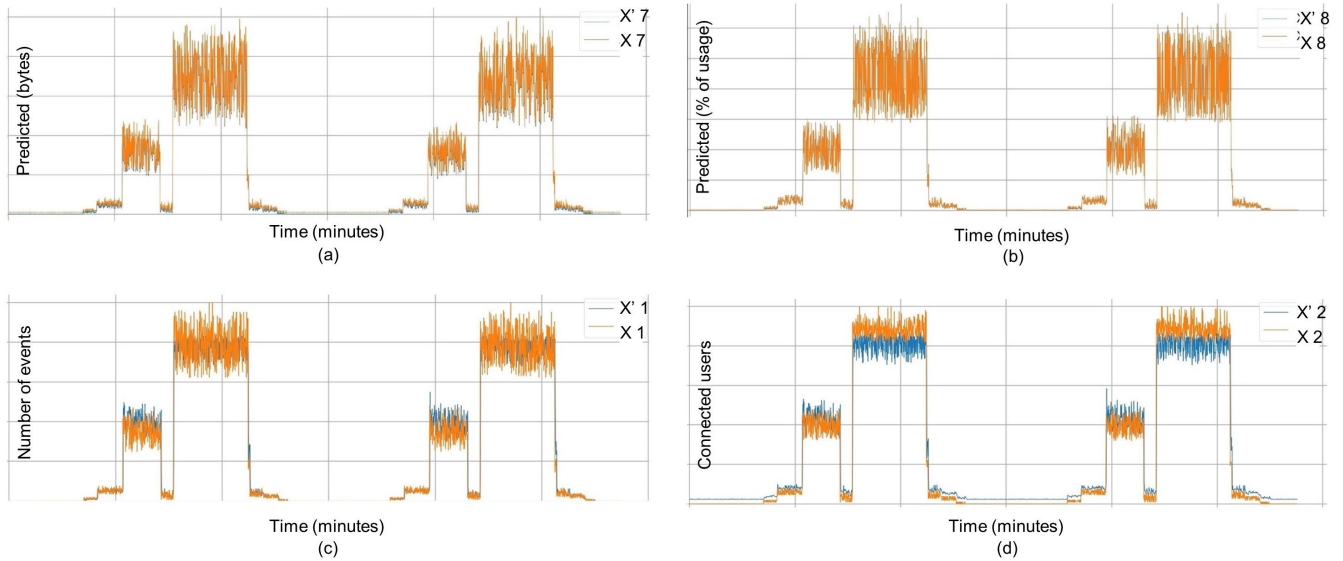 Predicted (bytes)
X’ 7
X 7
Time (minutes)
(a)
Predicted (% of usage)
X’ 8
X 8
Time (minutes)
(b)
Number of events
X’ 1
X 1
Time (minutes)
(c)
Connected users
X’ 2
X 2
Time (minutes)
(d)